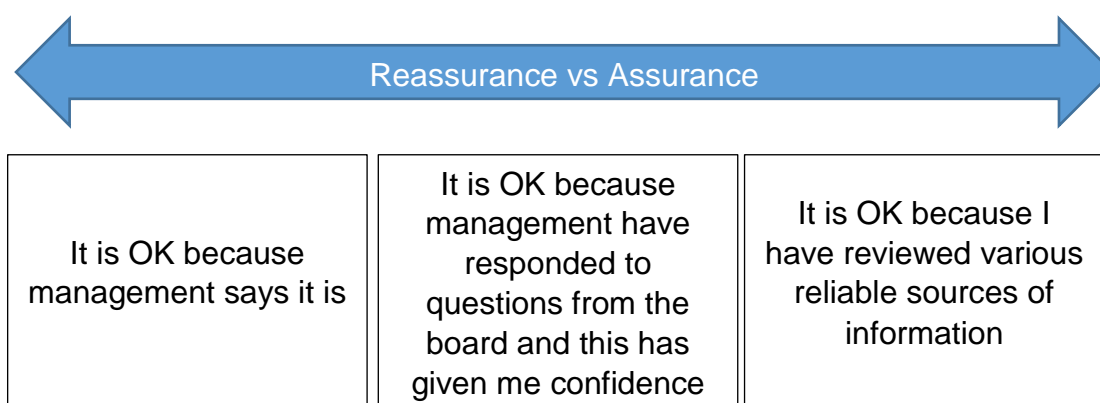 Reassurance vs Assurance
It is OK because
management says it is
It is OK because
management have
responded to
questions from the
board and this has
given me confidence
It is OK because I
have reviewed various
reliable sources of
information